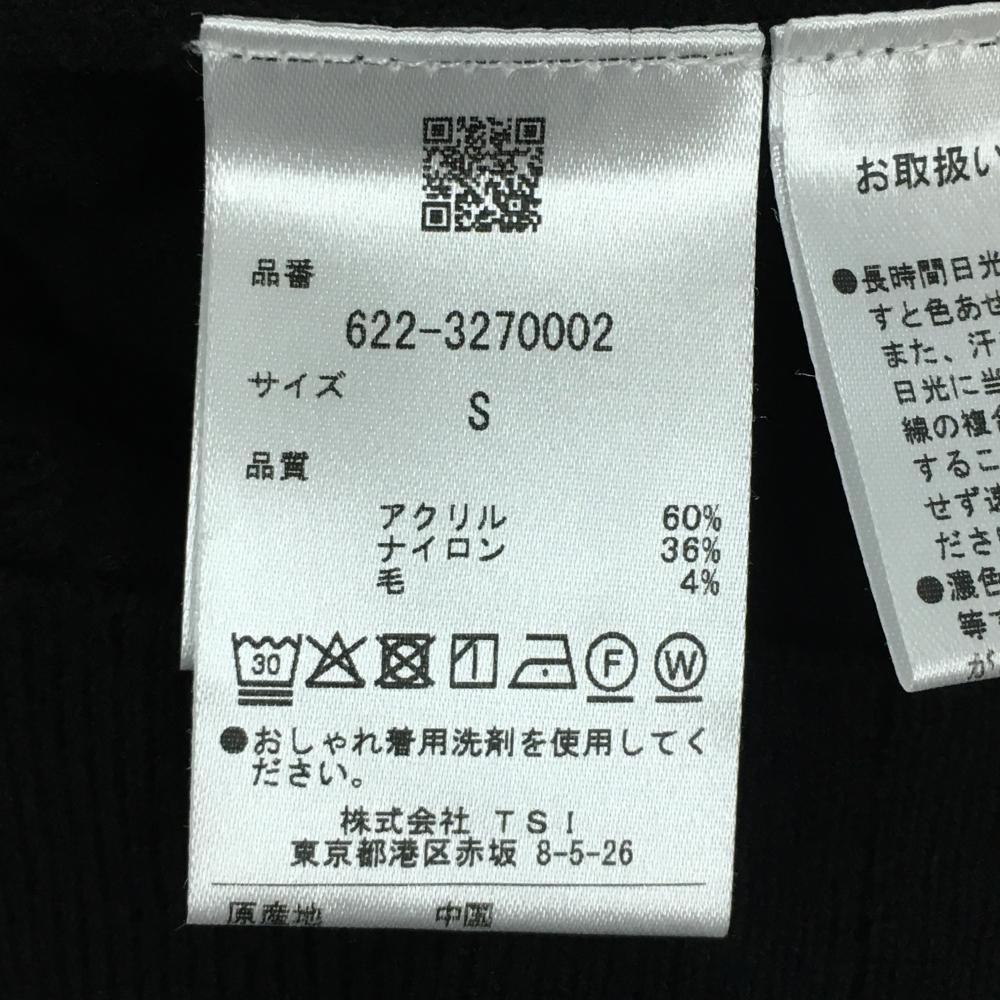 品番
622-3270002
サイズ
S
品質
アクリル 60%
ナイロン 36%
毛 4%
30
F
W
●おしゃれ着用洗剤を使用してく
ださい。
株式会社 TSI
東京都港区赤坂 8-5-26
原産地 中国
お取扱い
●長時間日光
すと色あせ
また、汗
日光に当
線の複合
するこ
せず速
ださ
●濃色
等
が